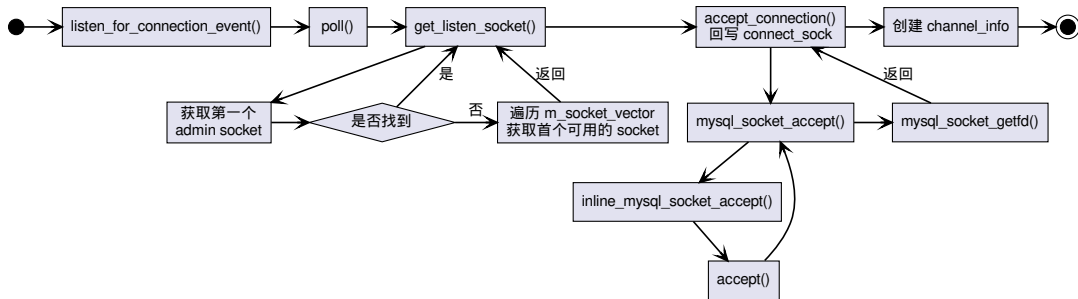 listen_for_connection_event()
poll()
get_listen_socket()
accept_connection()
回写 connect_sock
创建 channel_info
是
返回
返回
获取第一个
admin socket
是否找到
否
遍历 m_socket_vector
获取首个可用的 socket
mysql_socket_accept()
mysql_socket_getfd()
inline_mysql_socket_accept()
accept()